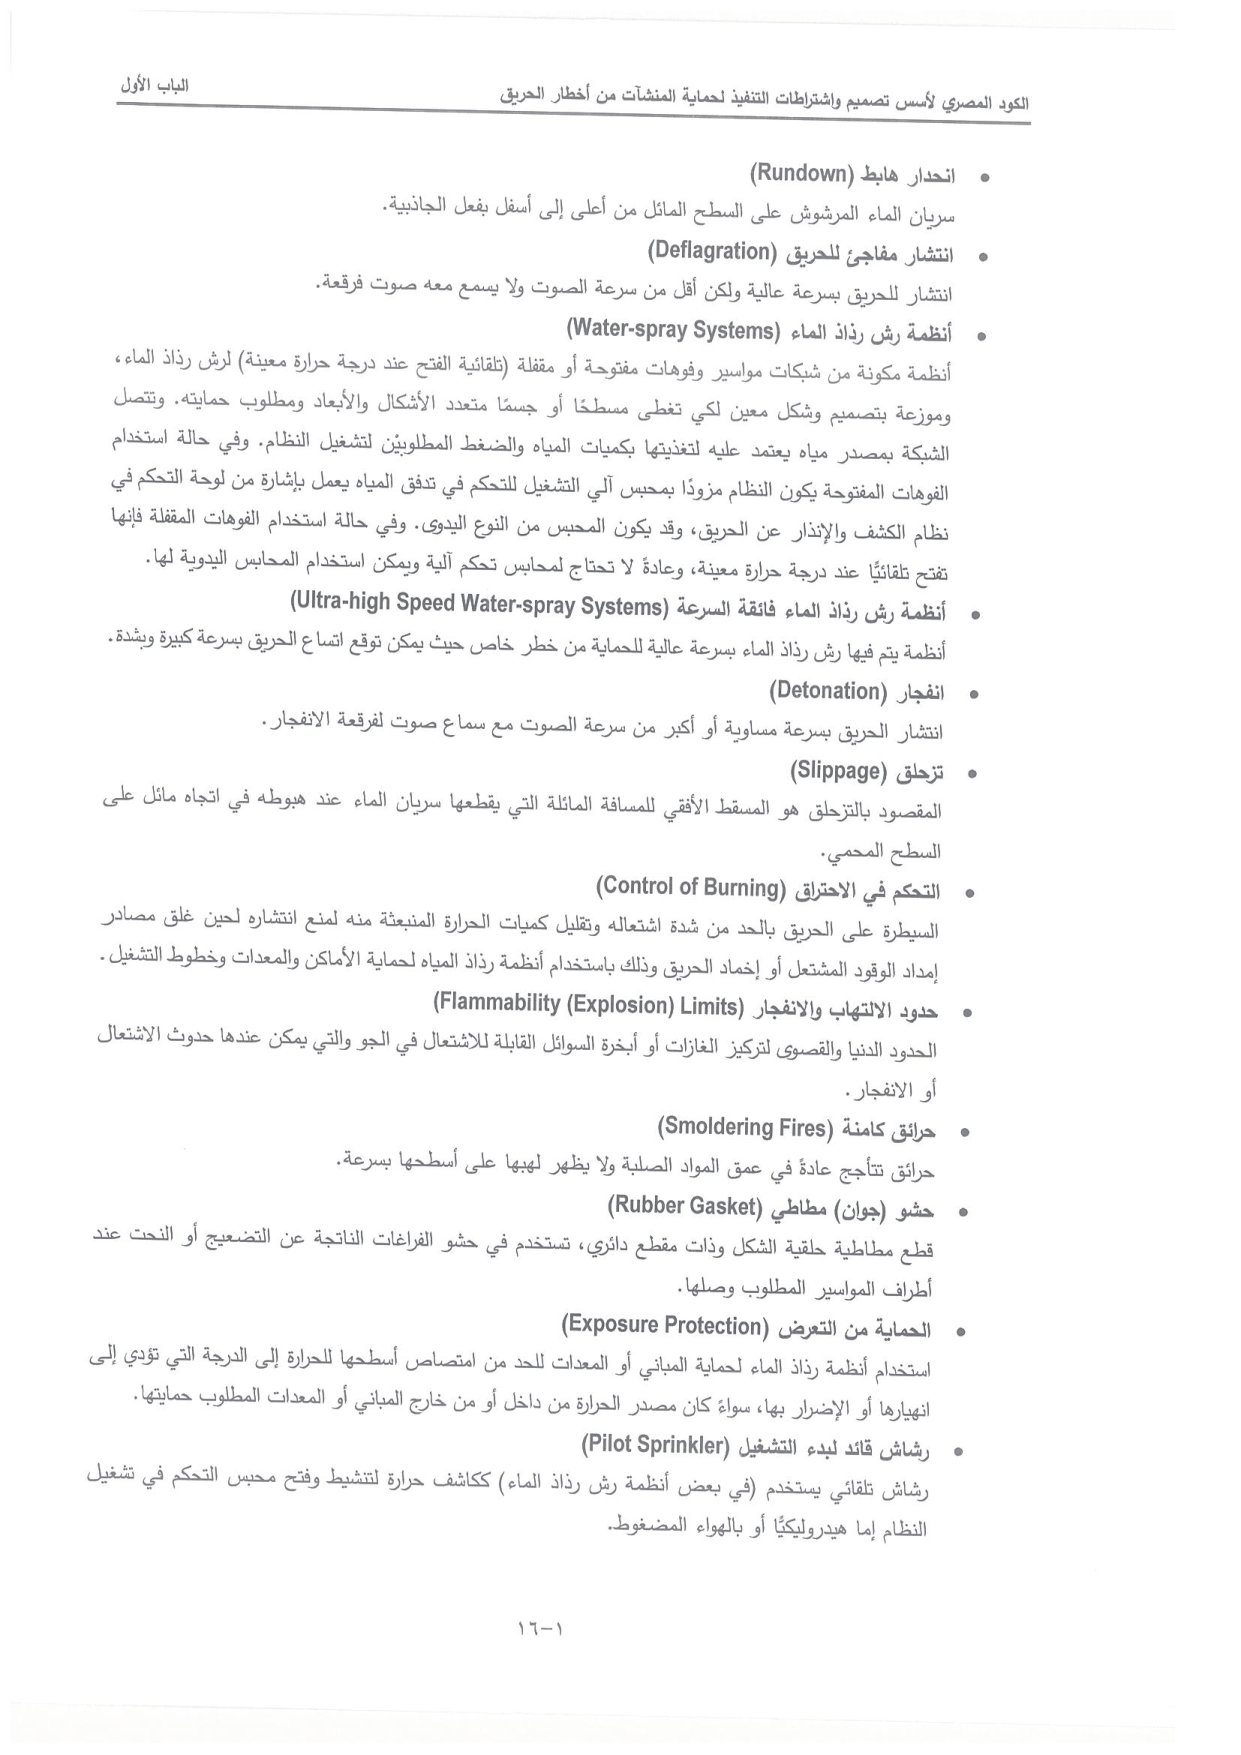 الكود المصري لأسس تصميم واشتراطات التنفيذ لحماية المنشآت من أخطار الحريق
الباب الأول
• انحدار هابط (Rundown)
سريان الماء المرشوش على السطح المائل من أعلى إلى أسفل بفعل الجاذبية.
• انتشار مفاجئ للحريق (Deflagration)
انتشار للحريق بسرعة عالية ولكن أقل من سرعة الصوت ولا يسمع معه صوت فرقعة.
• أنظمة رش رذاذ الماء (Water-spray Systems)
أنظمة مكونة من شبكات مواسير وفوهات مفتوحة أو مقفلة (تلقائية الفتح عند درجة حرارة معينة) لرش رذاذ الماء،
وموزعة بتصميم وشكل معين لكي تغطى مسطحًا أو جسمًا متعدد الأشكال والأبعاد ومطلوب حمايته. وتتصل
الشبكة بمصدر مياه يعتمد عليه لتغذيتها بكميات المياه والضغط المطلوبيْن لتشغيل النظام. وفي حالة استخدام
الفوهات المفتوحة يكون النظام مزودًا بمحبس آلي التشغيل للتحكم في تدفق المياه يعمل بإشارة من لوحة التحكم في
نظام الكشف والإنذار عن الحريق، وقد يكون المحبس من النوع اليدوى. وفي حالة استخدام الفوهات المقفلة فإنها
تفتح تلقائيًّا عند درجة حرارة معينة، وعادةً لا تحتاج لمحابس تحكم آلية ويمكن استخدام المحابس اليدوية لها.
• أنظمة رش رذاذ الماء فائقة السرعة (Ultra-high Speed Water-spray Systems)
أنظمة يتم فيها رش رذاذ الماء بسرعة عالية للحماية من خطر خاص حيث يمكن توقع اتساع الحريق بسرعة كبيرة وبشدة.
• انفجار (Detonation)
انتشار الحريق بسرعة مساوية أو أكبر من سرعة الصوت مع سماع صوت لفرقعة الانفجار.
• تزحلق (Slippage)
المقصود بالتزحلق هو المسقط الأفقي للمسافة المائلة التي يقطعها سريان الماء عند هبوطه في اتجاه مائل على
السطح المحمي.
• التحكم في الاحتراق (Control of Burning)
السيطرة على الحريق بالحد من شدة اشتعاله وتقليل كميات الحرارة المنبعثة منه لمنع انتشاره لحين غلق مصادر
إمداد الوقود المشتعل أو إخماد الحريق وذلك باستخدام أنظمة رذاذ المياه لحماية الأماكن والمعدات وخطوط التشغيل.
• حدود الالتهاب والانفجار (Flammability (Explosion) Limits)
الحدود الدنيا والقصوى لتركيز الغازات أو أبخرة السوائل القابلة للاشتعال في الجو والتي يمكن عندها حدوث الاشتعال
أو الانفجار.
• حرائق كامنة (Smoldering Fires)
حرائق تتأجج عادةً في عمق المواد الصلبة ولا يظهر لهبها على أسطحها بسرعة.
• حشو (جوان) مطاطي (Rubber Gasket)
قطع مطاطية حلقية الشكل وذات مقطع دائري، تستخدم في حشو الفراغات الناتجة عن التضعيج أو النحت عند
أطراف المواسير المطلوب وصلها.
• الحماية من التعرض (Exposure Protection)
استخدام أنظمة رذاذ الماء لحماية المباني أو المعدات للحد من امتصاص أسطحها للحرارة إلى الدرجة التي تؤدي إلى
انهيارها أو الإضرار بها، سواءً كان مصدر الحرارة من داخل أو من خارج المباني أو المعدات المطلوب حمايتها.
• رشاش قائد لبدء التشغيل (Pilot Sprinkler)
رشاش تلقائي يستخدم (في بعض أنظمة رش رذاذ الماء) ككاشف حرارة لتنشيط وفتح محبس التحكم في تشغيل
النظام إما هيدروليكيًّا أو بالهواء المضغوط.
١-١٦